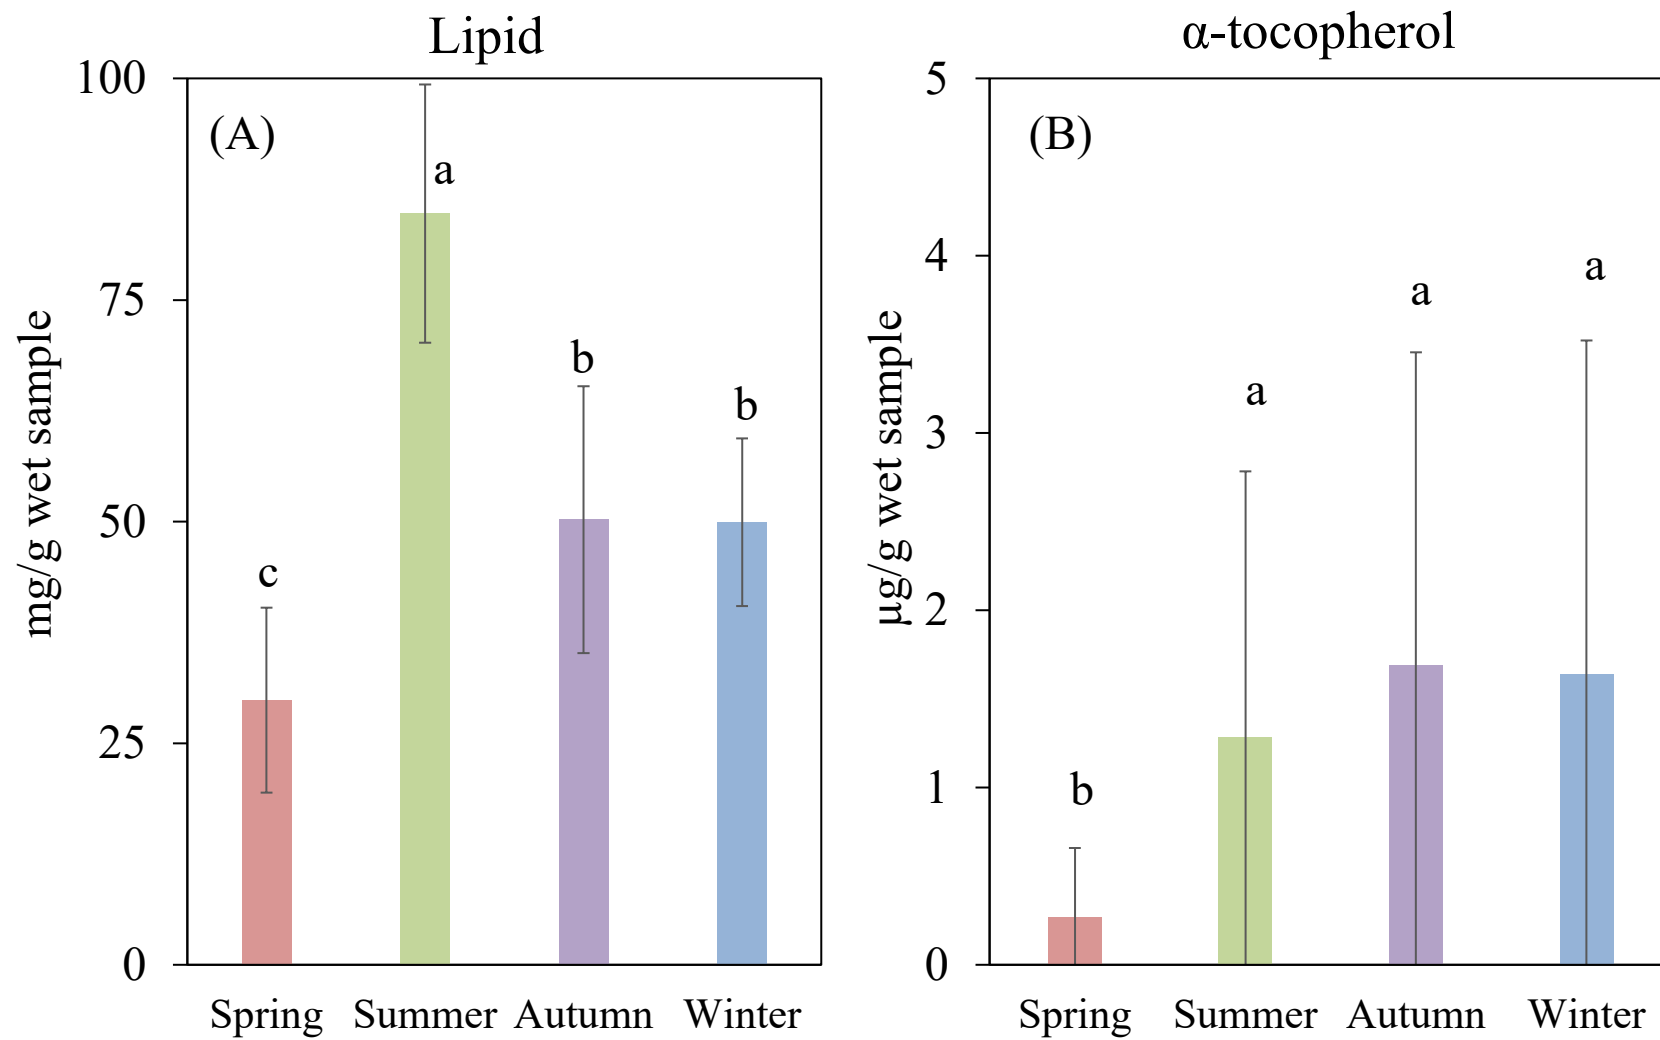 Lipid
(A)
mg/g wet sample
100
75
50
25
0
c
a
b
b
Spring
Summer
Autumn
Winter
α-tocopherol
(B)
µg/g wet sample
5
4
3
2
1
0
b
a
a
a
Spring
Summer
Autumn
Winter